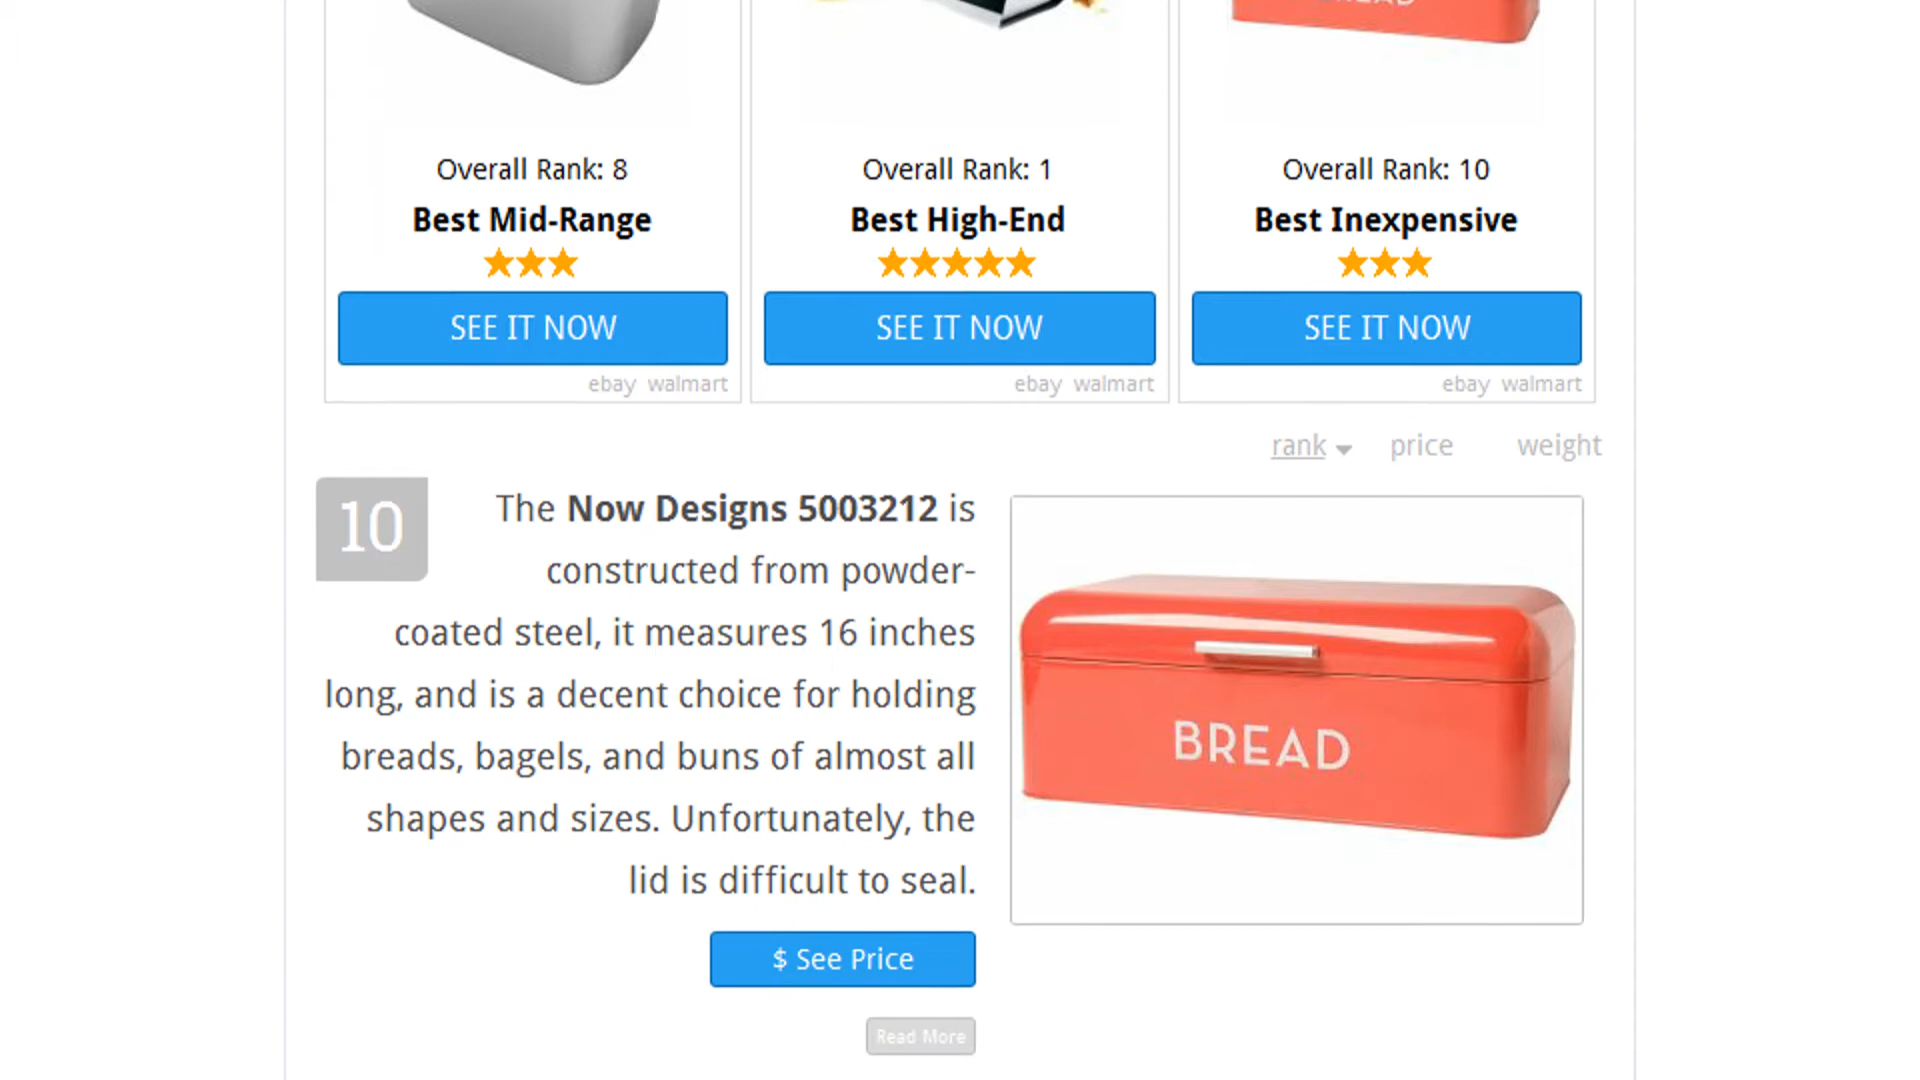 Overall Rank: 8
Best Mid-Range
SEE IT NOW
ebay walmart
Overall Rank: 1
Best High-End
SEE IT NOW
ebay walmart
Overall Rank: 10
Best Inexpensive
SEE IT NOW
ebay walmart
rank price weight
10
The Now Designs 5003212 is
constructed from powder-
coated steel, it measures 16 inches
long, and is a decent choice for holding
breads, bagels, and buns of almost all
shapes and sizes. Unfortunately, the
lid is difficult to seal.
$ See Price
Read More
BREAD